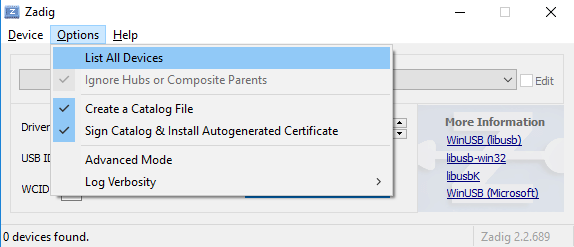 Zadig
Device Options Help
List All Devices
Ignore Hubs or Composite Parents
Edit
Create a Catalog File
Sign Catalog & Install Autogenerated Certificate
Advanced Mode
Log Verbosity
Driver
USB ID
WCID
More Information
WinUSB (libusb)
libusb-win32
libusbK
WinUSB (Microsoft)
0 devices found.
Zadig 2.2.689